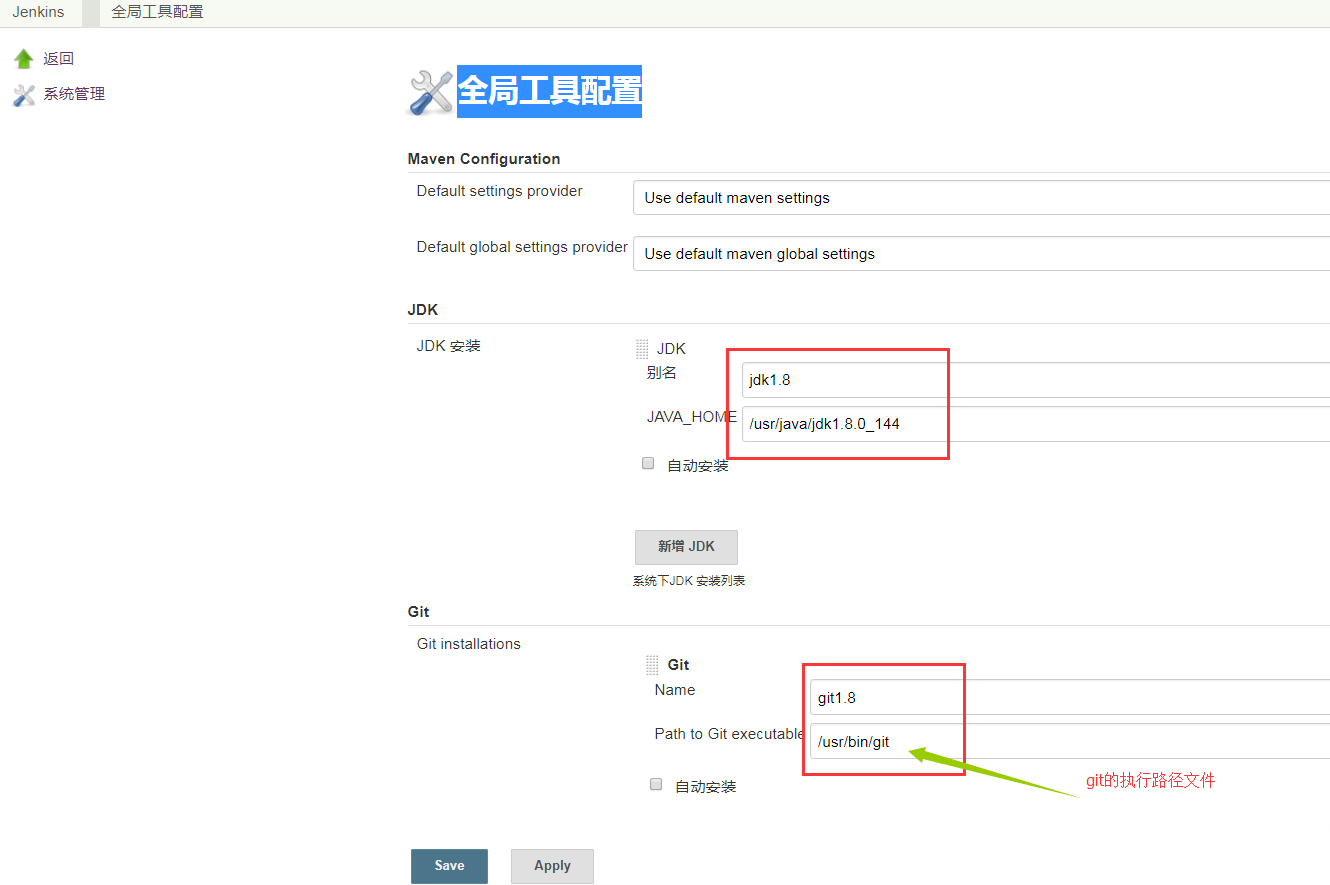 Jenkins 全局工具配置
返回
系统管理
全局工具配置
Maven Configuration
Default settings provider
Use default maven settings
Default global settings provider
Use default maven global settings
JDK
JDK 安装
JDK
别名
jdk1.8
JAVA_HOME
/usr/java/jdk1.8.0_144
自动安装
新增 JDK
系统下JDK 安装列表
Git
Git installations
Git
Name
git1.8
Path to Git executable
/usr/bin/git
git的执行路径文件
自动安装
Save Apply